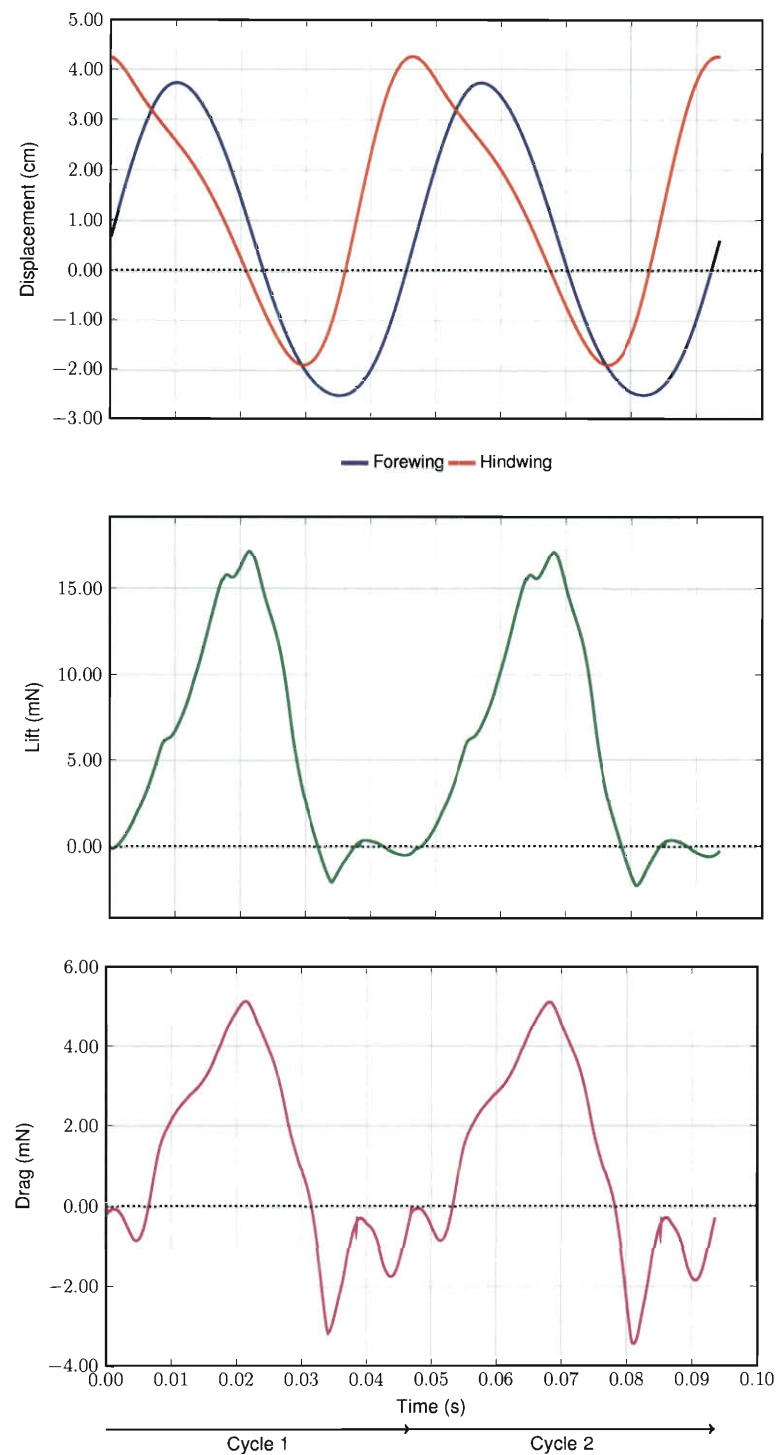 5.00
4.00
3.00
2.00
1.00
0.00
−1.00
−2.00
−3.00
Displacement (cm)
Forewing Hindwing
15.00
10.00
5.00
0.00
Lift (mN)
6.00
4.00
2.00
0.00
−2.00
−4.00
Drag (mN)
0.00 0.01 0.02 0.03 0.04 0.05 0.06 0.07 0.08 0.09 0.10
Time (s)
Cycle 1 Cycle 2